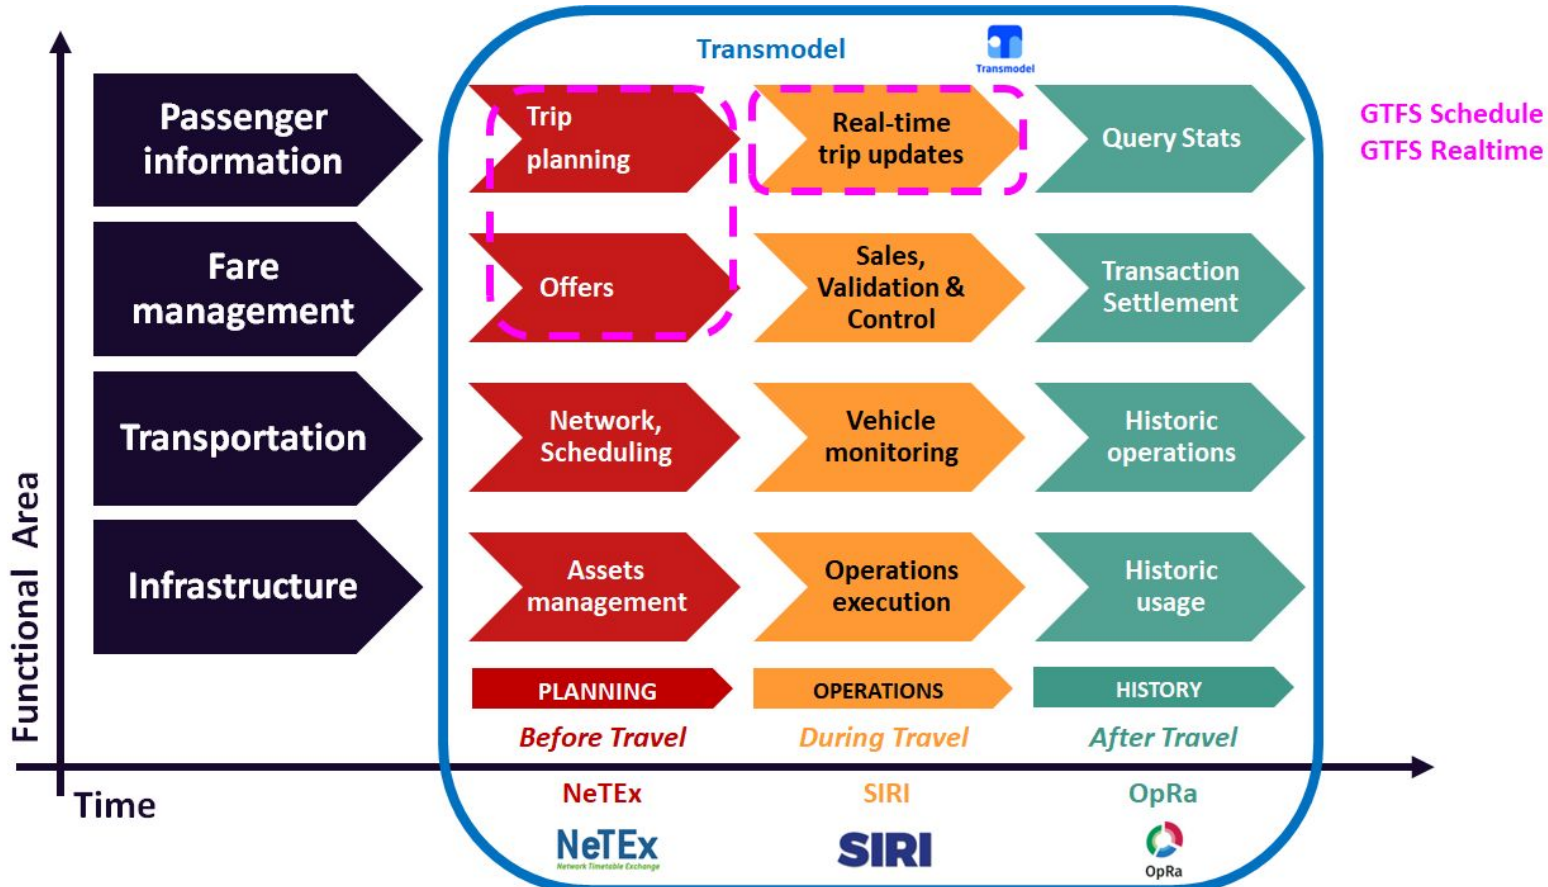 Transmodel
Transmodel
Passenger
information
Trip
planning
Real-time
trip updates
Query Stats
GTFS Schedule
GTFS Realtime
Fare
management
Offers
Sales,
Validation &
Control
Transaction
Settlement
Transportation
Network,
Scheduling
Vehicle
monitoring
Historic
operations
Infrastructure
Assets
management
Operations
execution
Historic
usage
Functional Area
PLANNING
OPERATIONS
HISTORY
Before Travel
During Travel
After Travel
Time
NeTEx
SIRI
OpRa
NeTEx
Network Timetable Exchange
SIRI
OpRa